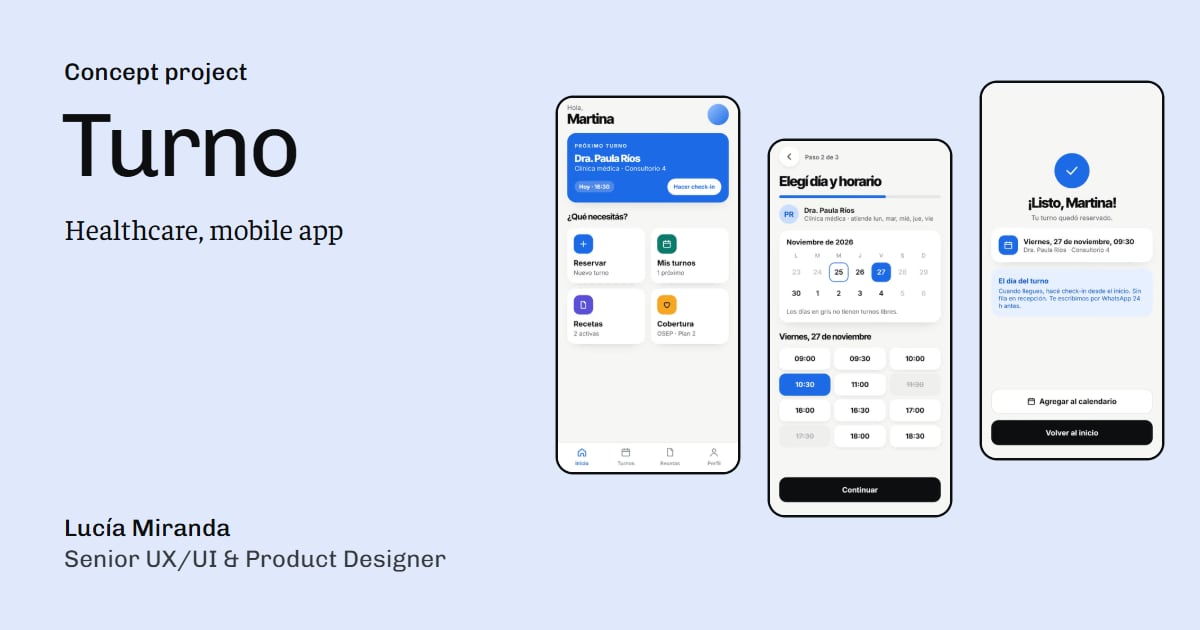 Concept project
Turno
Healthcare, mobile app
Lucía Miranda
Senior UX/UI & Product Designer
Hola,
Martina
PRÓXIMO TURNO
Dra. Paula Ríos
Clínica médica · Consultorio 4
Hoy · 16:30
Hacer check-in
¿Qué necesitás?
Reservar
Nuevo turno
Mis turnos
1 próximo
Recetas
2 activas
Cobertura
OSEP · Plan 2
Inicio
Turnos
Recetas
Perfil
Paso 2 de 3
Elegí día y horario
PR
Dra. Paula Ríos
Clínica médica · atiende lun, mar, mié, jue, vie
Noviembre de 2026
L M M J V S D
23 24 25 26 27 28 29
30 1 2 3 4 5 6
Los días en gris no tienen turnos libres.
Viernes, 27 de noviembre
09:00 09:30 10:00
10:30 11:00 11:30
16:00 16:30 17:00
17:30 18:00 18:30
Continuar
¡Listo, Martina!
Tu turno quedó reservado.
Viernes, 27 de noviembre, 09:30
Dra. Paula Ríos · Consultorio 4
El día del turno
Cuando llegues, hacé check-in desde el inicio. Sin
fila en recepción. Te escribimos por WhatsApp 24
h antes.
Agregar al calendario
Volver al inicio